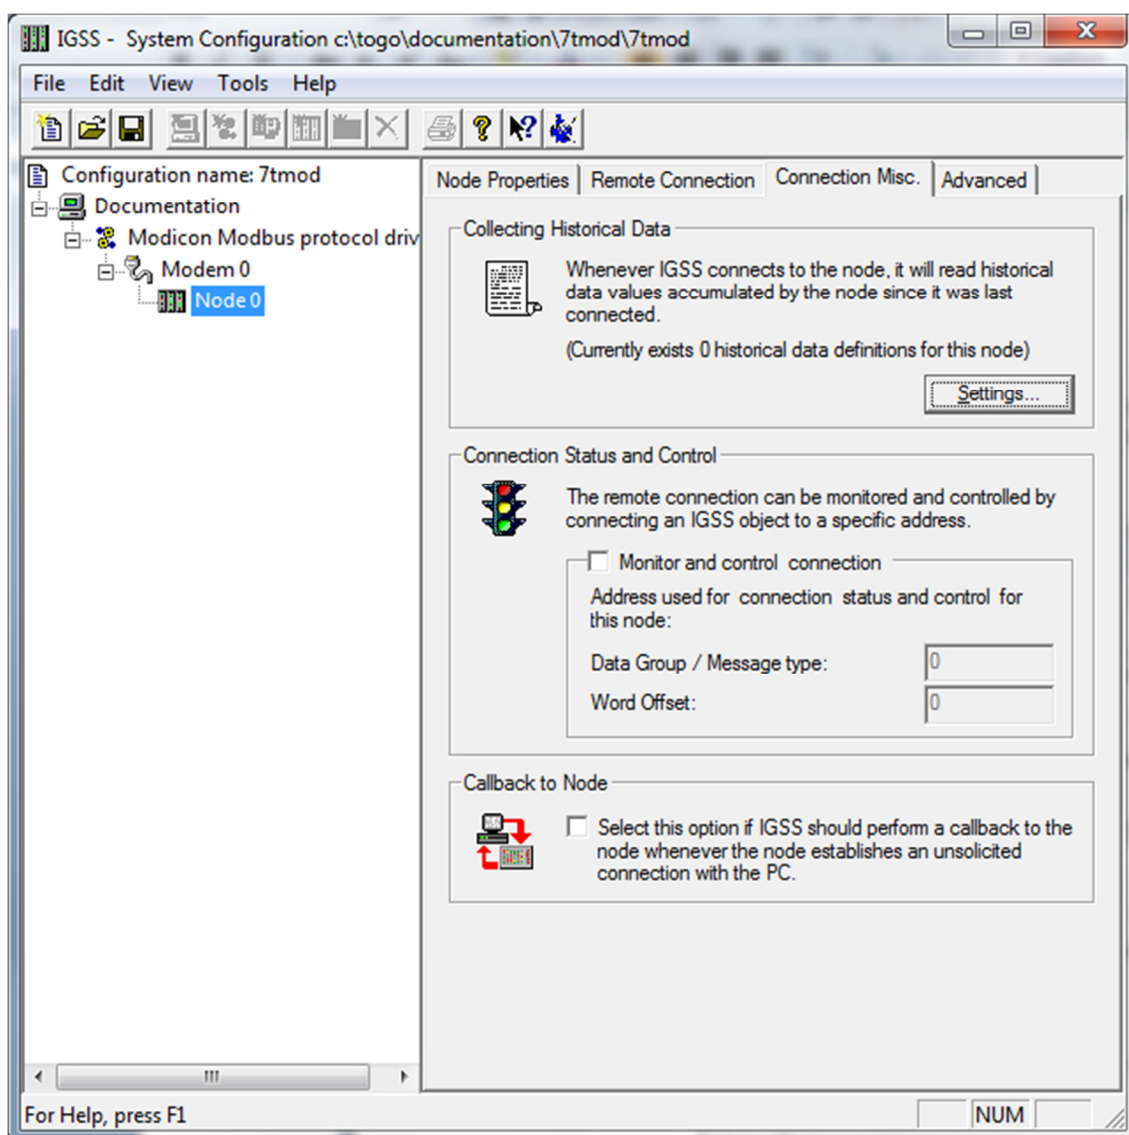 IGSS - System Configuration c:\togo\documentation\7tmod\7tmod
File Edit View Tools Help
Configuration name: 7tmod
Documentation
Modicon Modbus protocol driv
Modem 0
Node 0
Node Properties Remote Connection Connection Misc. Advanced
Collecting Historical Data
Whenever IGSS connects to the node, it will read historical
data values accumulated by the node since it was last
connected.
(Currently exists 0 historical data definitions for this node)
Settings...
Connection Status and Control
The remote connection can be monitored and controlled by
connecting an IGSS object to a specific address.
Monitor and control connection
Address used for connection status and control for
this node:
Data Group / Message type: 0
Word Offset: 0
Callback to Node
Select this option if IGSS should perform a callback to the
node whenever the node establishes an unsolicited
connection with the PC.
For Help, press F1 NUM